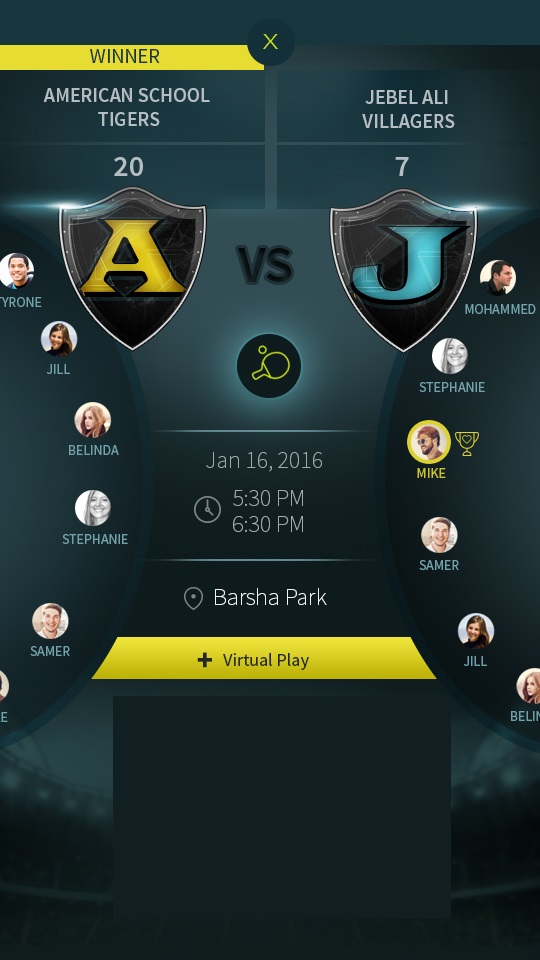 X
WINNER
AMERICAN SCHOOL
TIGERS
JEBEL ALI
VILLAGERS
20
7
A
VS
J
TYRONE
MOHAMMED
JILL
STEPHANIE
BELINDA
MIKE
STEPHANIE
SAMER
SAMER
JILL
E
BELIN
Jan 16, 2016
5:30 PM
6:30 PM
Barsha Park
+ Virtual Play